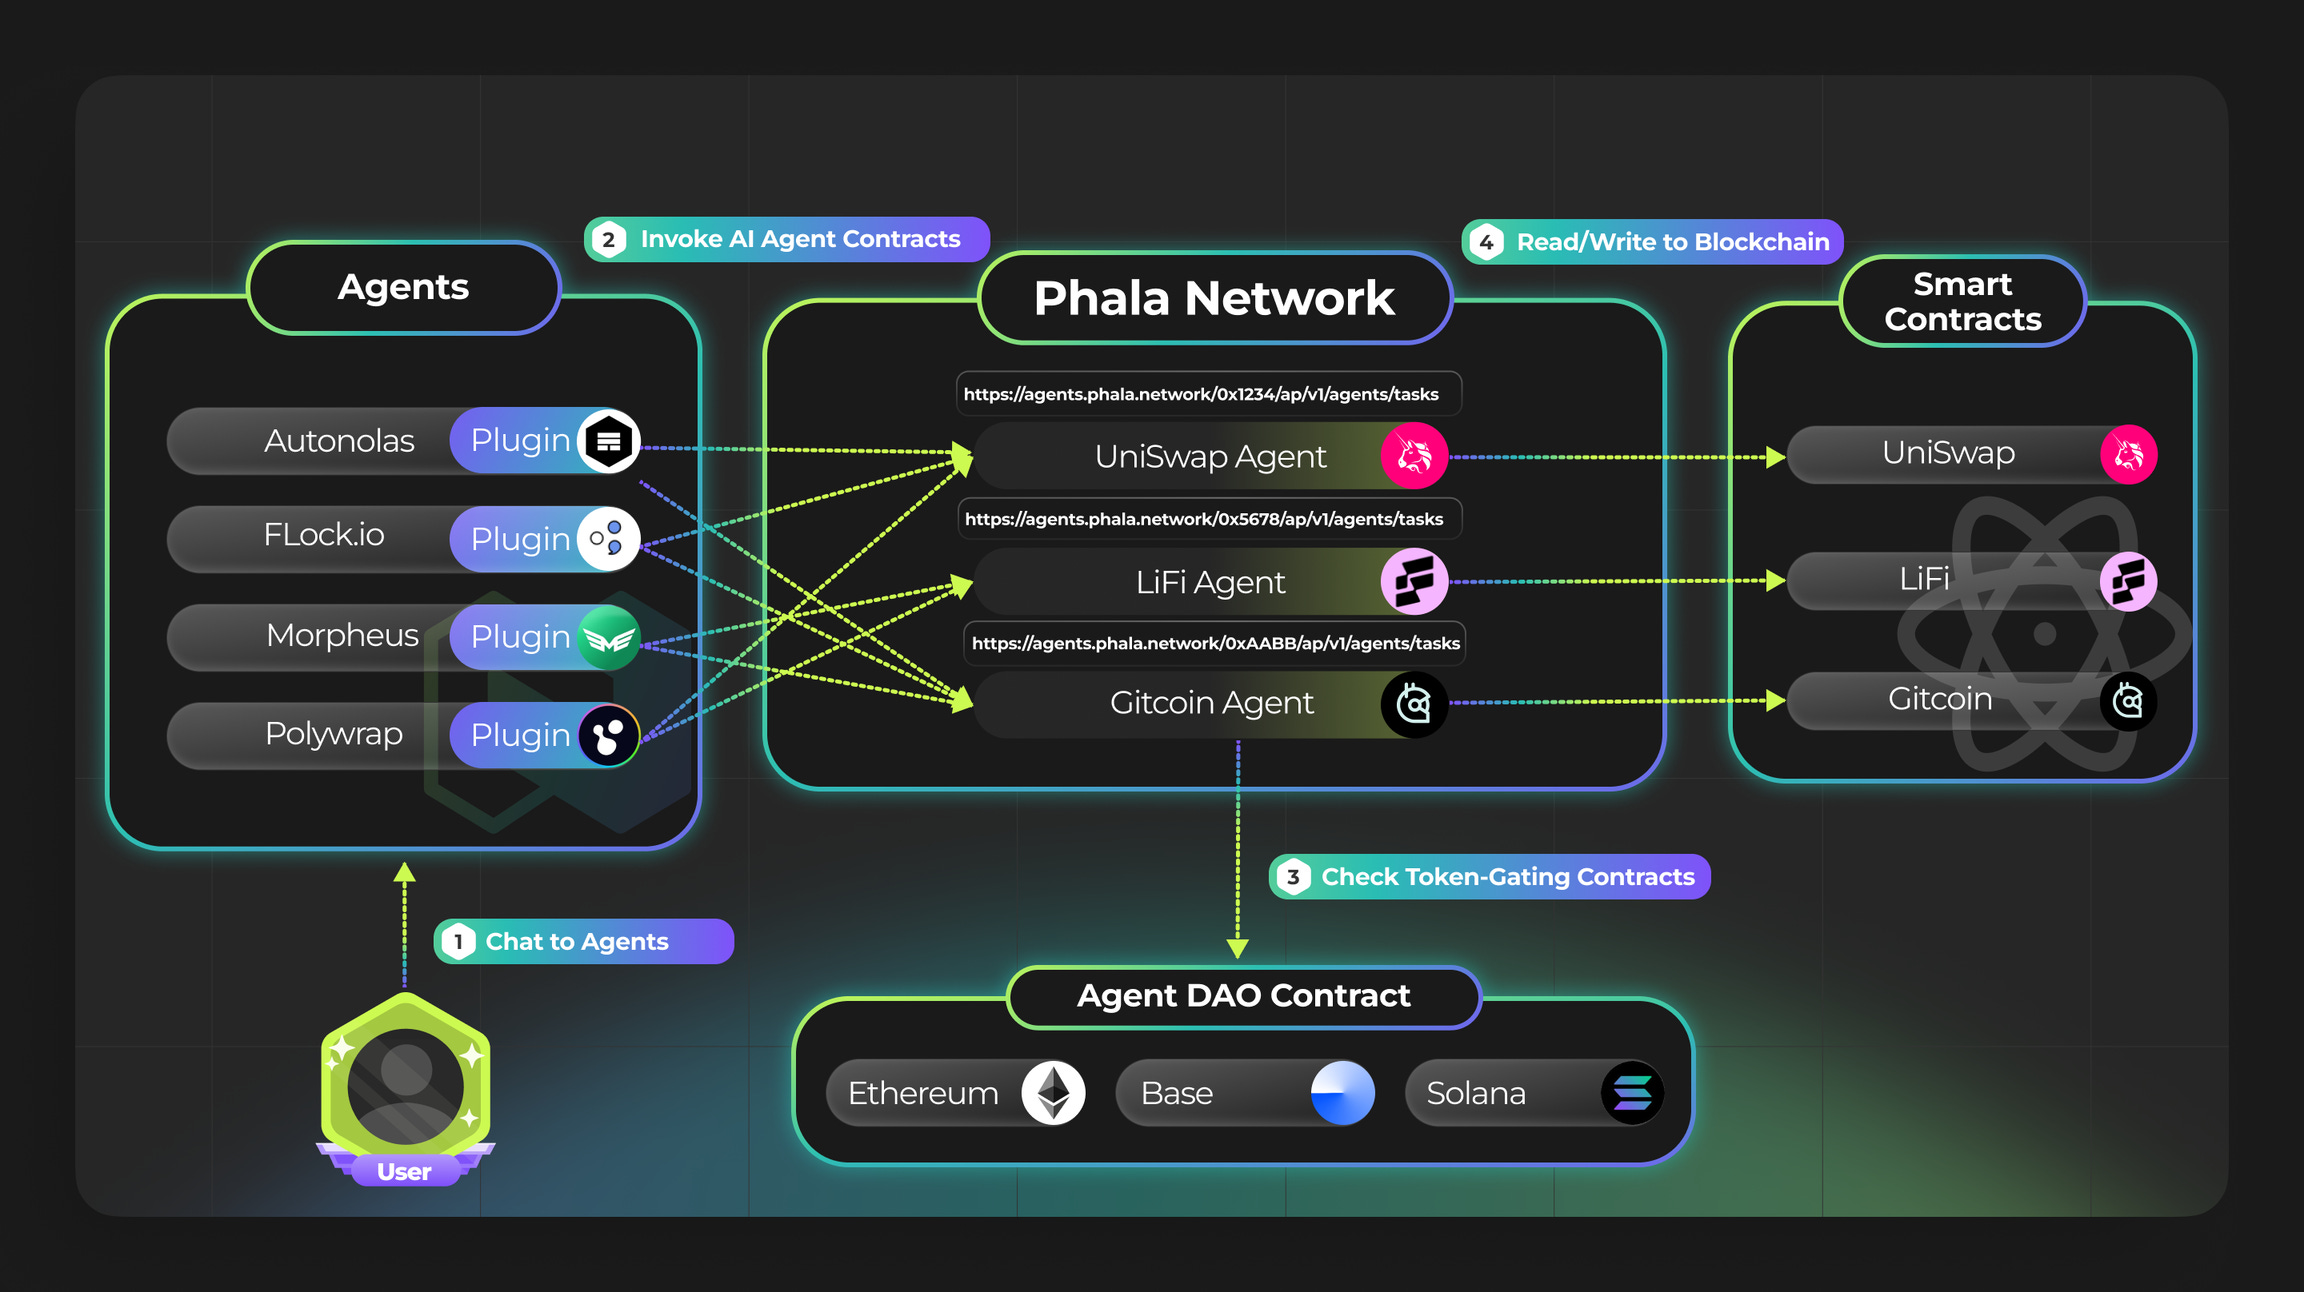 2 Invoke AI Agent Contracts
4 Read/Write to Blockchain
Agents
Autonolas Plugin
FLock.io Plugin
Morpheus Plugin
Polywrap Plugin
Phala Network
https://agents.phala.network/0x1234/ap/v1/agents/tasks
UniSwap Agent
https://agents.phala.network/0x5678/ap/v1/agents/tasks
LiFi Agent
https://agents.phala.network/0xAABB/ap/v1/agents/tasks
Gitcoin Agent
Smart
Contracts
UniSwap
LiFi
Gitcoin
3 Check Token-Gating Contracts
1 Chat to Agents
User
Agent DAO Contract
Ethereum
Base
Solana